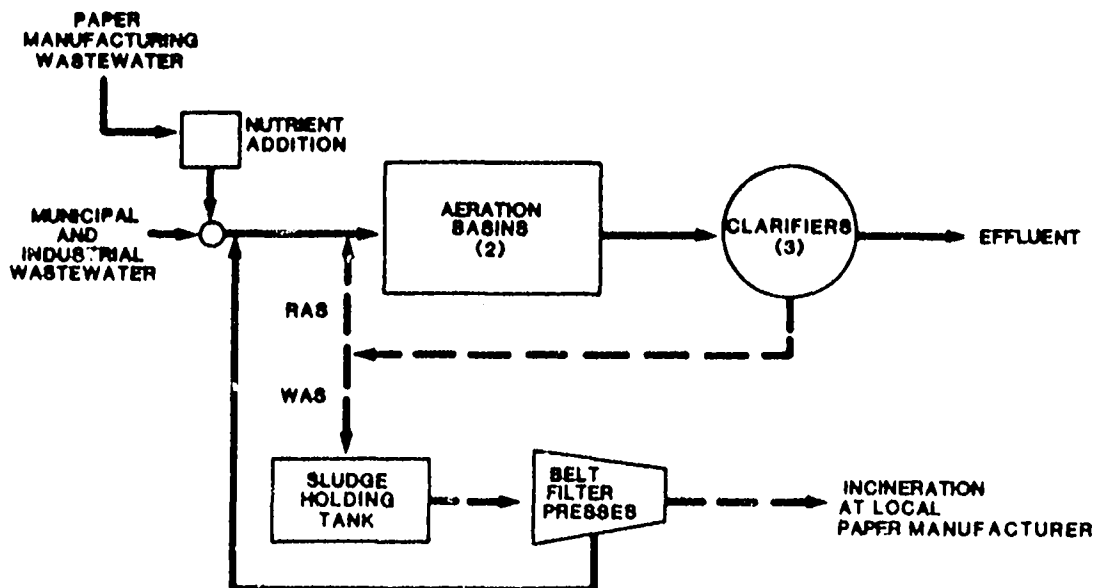 PAPER
MANUFACTURING
WASTEWATER
NUTRIENT
ADDITION
MUNICIPAL
AND
INDUSTRIAL
WASTEWATER
AERATION
BASINS
(2)
CLARIFIERS
(3)
EFFLUENT
RAS
WAS
SLUDGE
HOLDING
TANK
BELT
FILTER
PRESSES
INCINERATION
AT LOCAL
PAPER MANUFACTURER